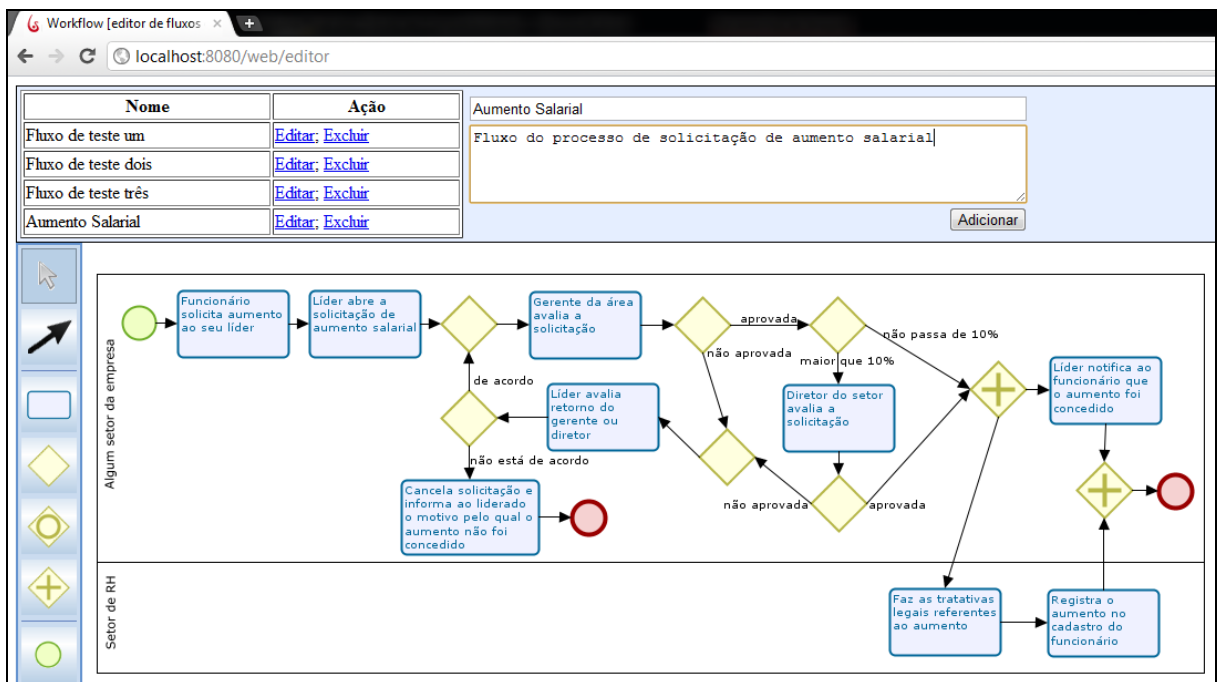 Workflow [editor de fluxos
localhost:8080/web/editor
Nome Ação
Fluxo de teste um Editar; Excluir
Fluxo de teste dois Editar; Excluir
Fluxo de teste três Editar; Excluir
Aumento Salarial Editar; Excluir
Aumento Salarial
Fluxo do processo de solicitação de aumento salarial
Adicionar
Algum setor da empresa
Funcionário
solicita aumento
ao seu líder
Líder abre a
solicitação de
aumento salarial
Gerente da área
avalia a
solicitação
aprovada
não passa de 10%
não aprovada
maior que 10%
Diretor do setor
avalia a
solicitação
Líder notifica ao
funcionário que
o aumento foi
concedido
de acordo
Líder avalia
retorno do
gerente ou
diretor
não está de acordo
Cancela solicitação e
informa ao liderado
o motivo pelo qual o
aumento não foi
concedido
não aprovada
aprovada
Setor de RH
Faz as tratativas
legais referentes
ao aumento
Registra o
aumento no
cadastro do
funcionário